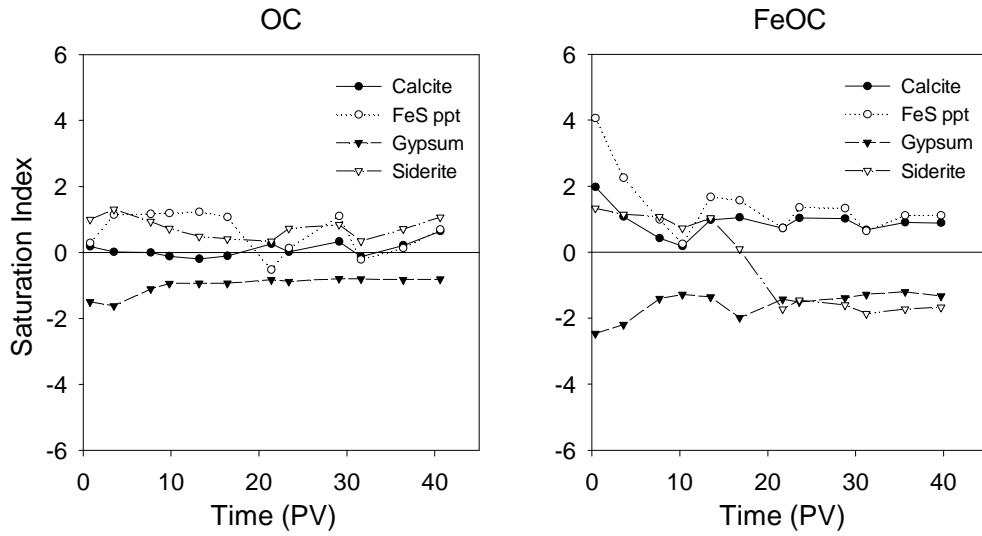 OC
6
4
2
0
-2
-4
-6
Saturation Index
0
10
20
30
40
Time (PV)
Calcite
FeS ppt
Gypsum
Siderite
FeOC
6
4
2
0
-2
-4
-6
0
10
20
30
40
Time (PV)
Calcite
FeS ppt
Gypsum
Siderite